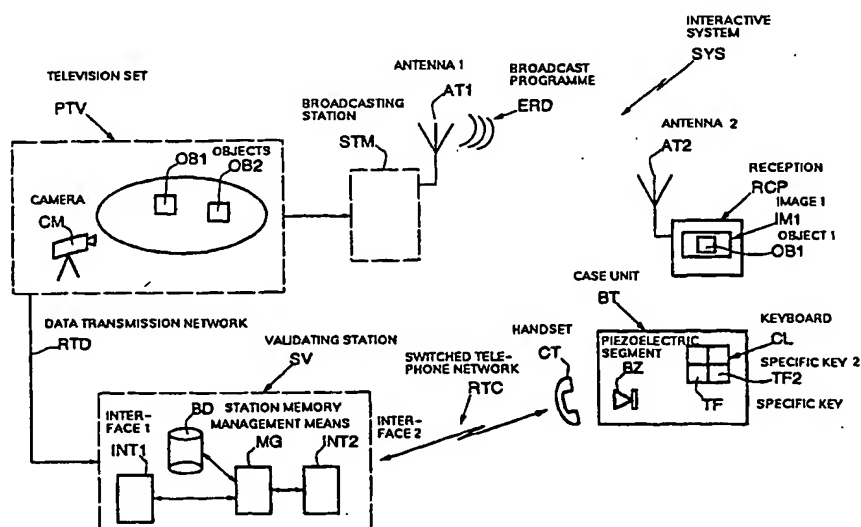 INTERACTIVE
SYSTEM
SYS
TELEVISION SET
PTV
ANTENNA 1
AT1
BROADCAST
PROGRAMME
ERD
BROADCASTING
STATION
STM
OBJECTS
OB1
OB2
CAMERA
CM
ANTENNA 2
AT2
RECEPTION
RCP
IMAGE 1
IM1
OBJECT 1
OB1
CASE UNIT
BT
DATA TRANSMISSION NETWORK
RTD
VALIDATING STATION
SV
SWITCHED TELE-
PHONE NETWORK
RTC
HANDSET
CT
PIEZOELECTRIC
SEGMENT
BZ
KEYBOARD
CL
SPECIFIC KEY 2
TF2
TF
SPECIFIC KEY
INTER-
FACE 1
INT1
BD
STATION MEMORY
MANAGEMENT MEANS
MG
INTER-
FACE 2
INT2